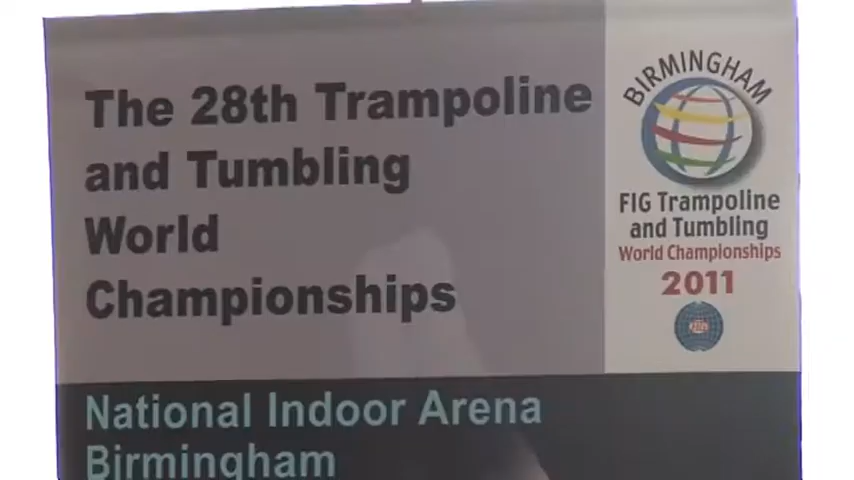 The 28th Trampoline
and Tumbling
World
Championships
National Indoor Arena
Birmingham
BIRMINGHAM
FIG Trampoline
and Tumbling
World Championships
2011